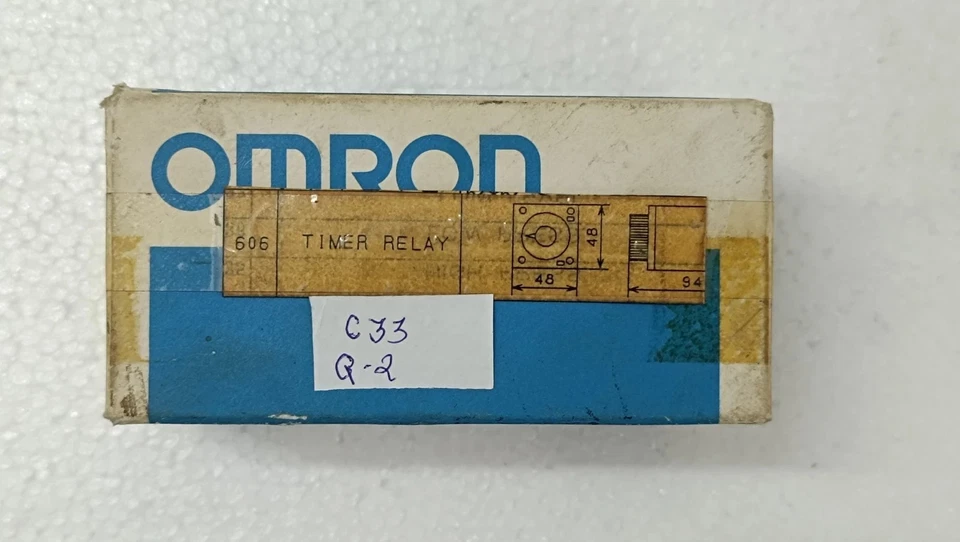 OMRON
606 TIMER RELAY 48
48 94
C33
Q-2